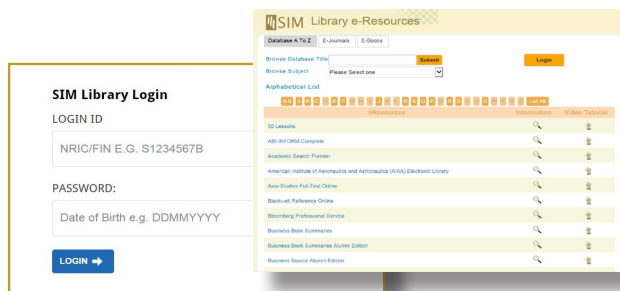 SIM Library Login
LOGIN ID
NRIC/FIN E.G. S1234567B
PASSWORD:
Date of Birth e.g. DDMMYYYY
LOGIN
SIM Library e-Resources
Database A To Z E-Journals E-Books
Browse Database Title Submit Login
Browse Subject Please Select one
Alphabetical List
0-9 A B C D E F G H I J K L M N O P Q R S T U V W X Y Z List All
eResources Information Video Tutorial
50 Lessons
ABI-INFORM Complete
Academic Search Premier
American Institute of Aeronautics and Astronautics (AIAA) Electronic Library
Asia-Studies Full-Text Online
Blackwell Reference Online
Bloomberg Professional Service
Business Book Summaries
Business Book Summaries Alumni Edition
Business Source Alumni Edition